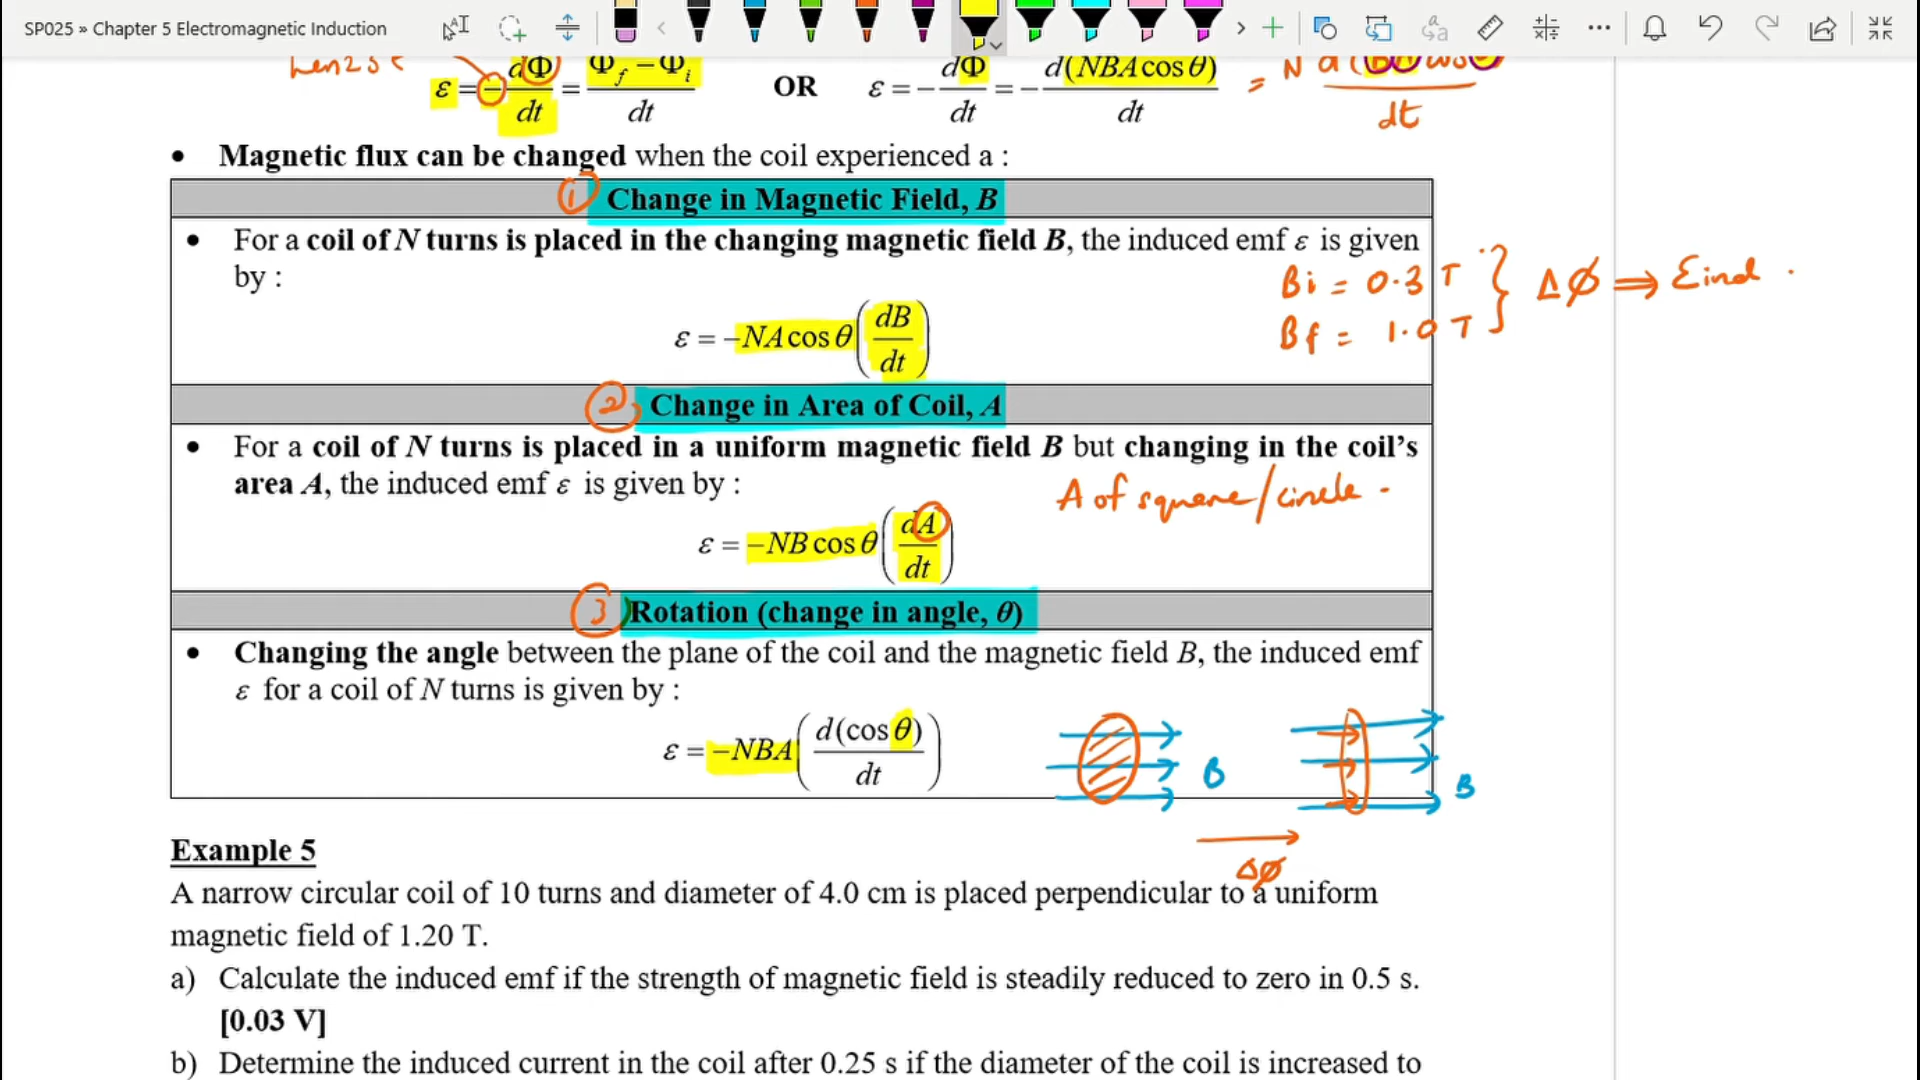 SP025 » Chapter 5 Electromagnetic Induction
ε = − dΦ/dt = Φf − Φi / dt OR ε = − dΦ/dt = − d(NBA cos θ)/dt = N d(BA cos θ)/dt
• Magnetic flux can be changed when the coil experienced a :
① Change in Magnetic Field, B
• For a coil of N turns is placed in the changing magnetic field B, the induced emf ε is given
by :
Bi = 0.3 T
Bf = 1.0 T } Δϕ ⇒ Eind .
ε = −NA cos θ (dB/dt)
② Change in Area of Coil, A
• For a coil of N turns is placed in a uniform magnetic field B but changing in the coil’s
area A, the induced emf ε is given by :
A of square/circle -
ε = −NB cos θ (dA/dt)
③ Rotation (change in angle, θ)
• Changing the angle between the plane of the coil and the magnetic field B, the induced emf
ε for a coil of N turns is given by :
ε = −NBA (d(cos θ)/dt)
B
B
Δϕ
Example 5
A narrow circular coil of 10 turns and diameter of 4.0 cm is placed perpendicular to a uniform
magnetic field of 1.20 T.
a) Calculate the induced emf if the strength of magnetic field is steadily reduced to zero in 0.5 s.
[0.03 V]
b) Determine the induced current in the coil after 0.25 s if the diameter of the coil is increased to